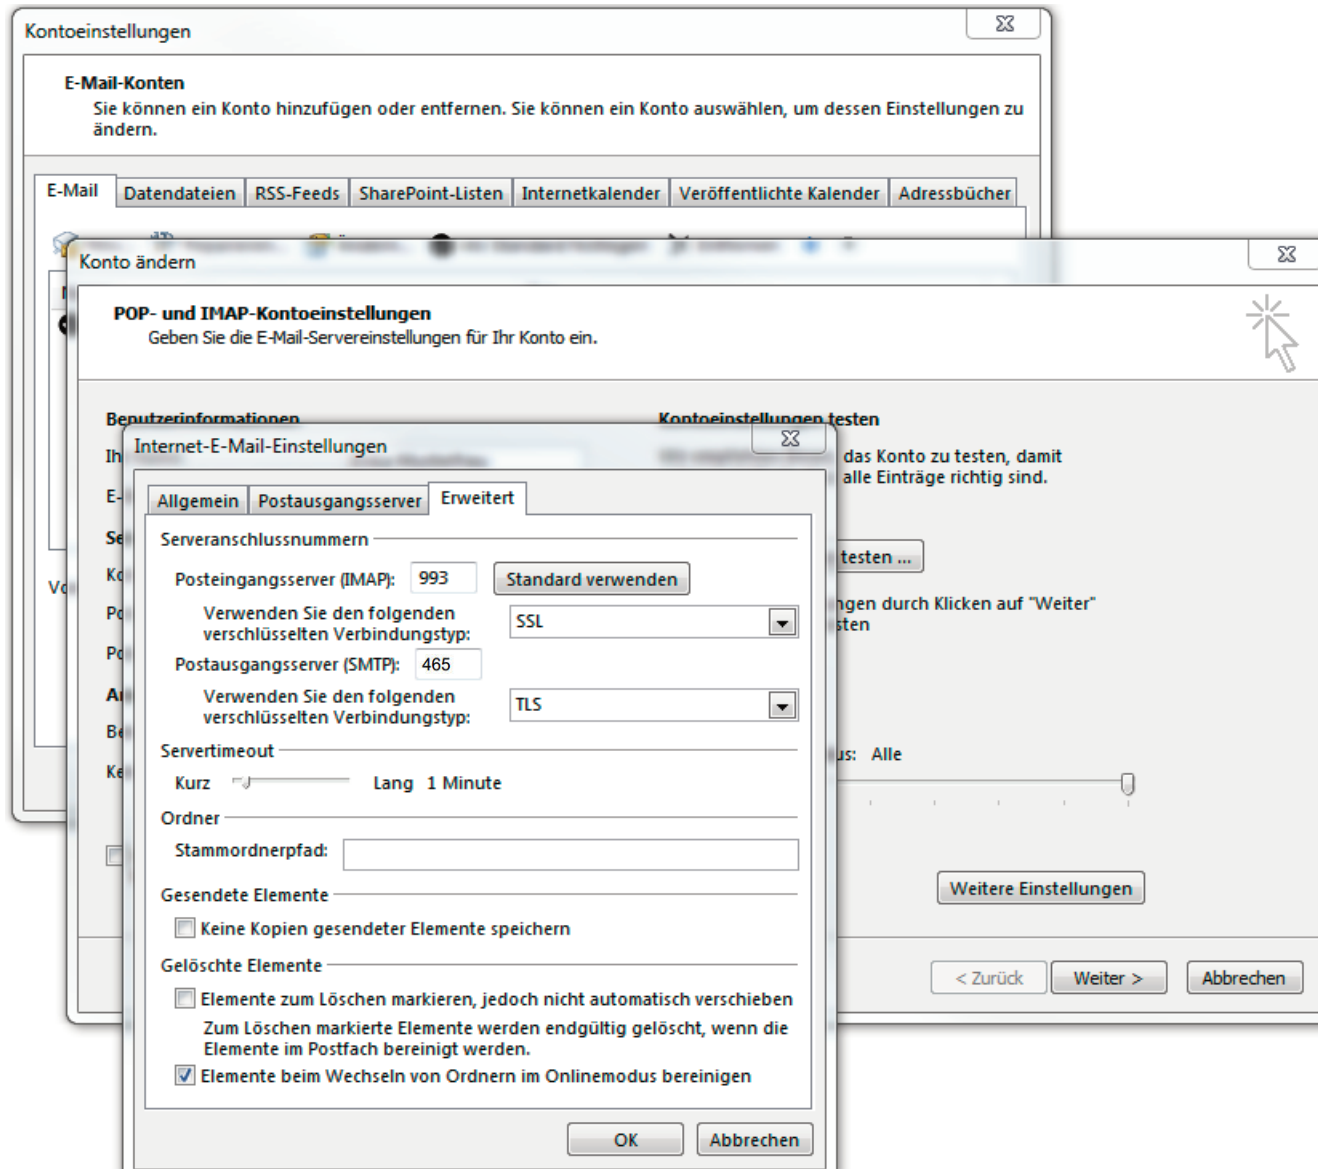 Kontoeinstellungen
E-Mail-Konten
Sie können ein Konto hinzufügen oder entfernen. Sie können ein Konto auswählen, um dessen Einstellungen zu
ändern.
E-Mail Datendateien RSS-Feeds SharePoint-Listen Internetkalender Veröffentlichte Kalender Adressbücher
Konto ändern
POP- und IMAP-Kontoeinstellungen
Geben Sie die E-Mail-Servereinstellungen für Ihr Konto ein.
Benutzerinformationen
Kontoeinstellungen testen
das Konto zu testen, damit
alle Einträge richtig sind.
testen ...
durch Klicken auf "Weiter"
us: Alle
Weitere Einstellungen
< Zurück Weiter > Abbrechen
Internet-E-Mail-Einstellungen
Allgemein Postausgangsserver Erweitert
Serveranschlussnummern
Posteingangsserver (IMAP): 993 Standard verwenden
Verwenden Sie den folgenden
verschlüsselten Verbindungstyp: SSL
Postausgangsserver (SMTP): 465
Verwenden Sie den folgenden
verschlüsselten Verbindungstyp: TLS
Servertimeout
Kurz Lang 1 Minute
Ordner
Stammordnerpfad:
Gesendete Elemente
Keine Kopien gesendeter Elemente speichern
Gelöschte Elemente
Elemente zum Löschen markieren, jedoch nicht automatisch verschieben
Zum Löschen markierte Elemente werden endgültig gelöscht, wenn die
Elemente im Postfach bereinigt werden.
Elemente beim Wechseln von Ordnern im Onlinemodus bereinigen
OK Abbrechen